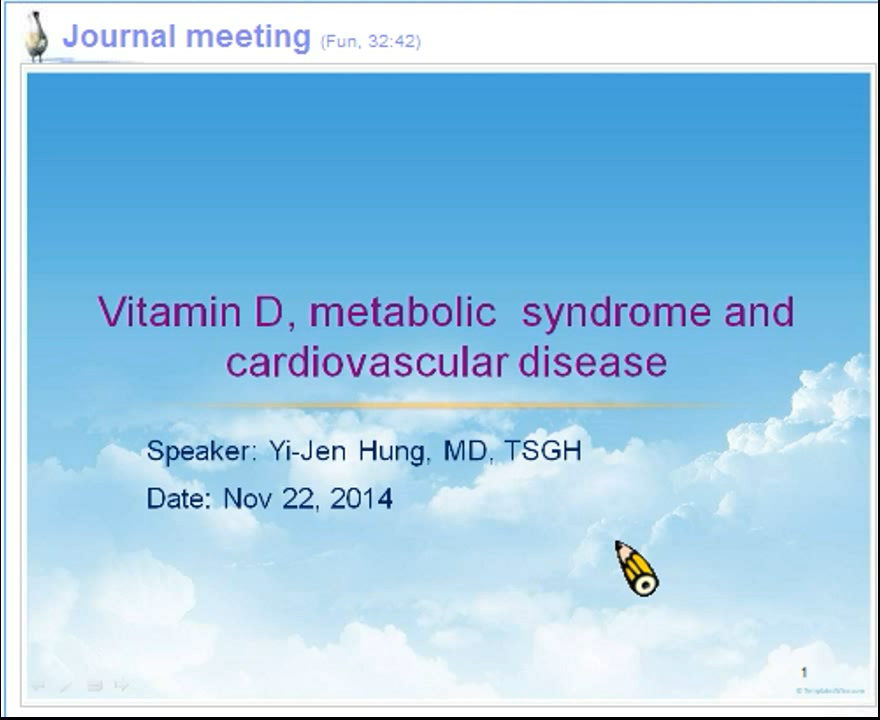 Journal meeting (Fun, 32:42)
Vitamin D, metabolic syndrome and
cardiovascular disease
Speaker: Yi-Jen Hung, MD, TSGH
Date: Nov 22, 2014
1